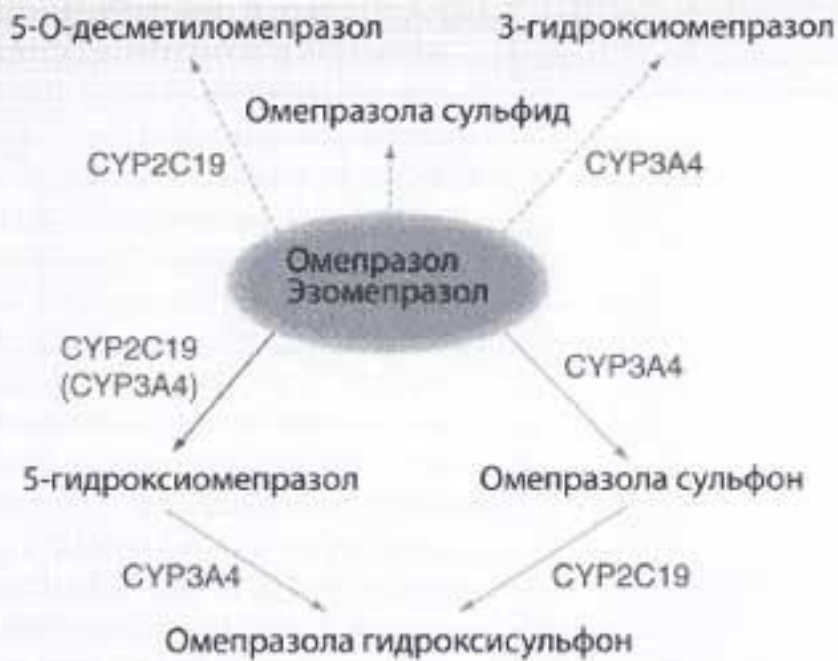 5-О-десметиломепразол
3-гидроксиомепразол
Омепразола сульфид
CYP2C19
CYP3A4
Омепразол
Эзомепразол
CYP2C19
(CYP3A4)
CYP3A4
5-гидроксиомепразол
Омепразола сульфон
CYP3A4
CYP2C19
Омепразола гидроксисульфон